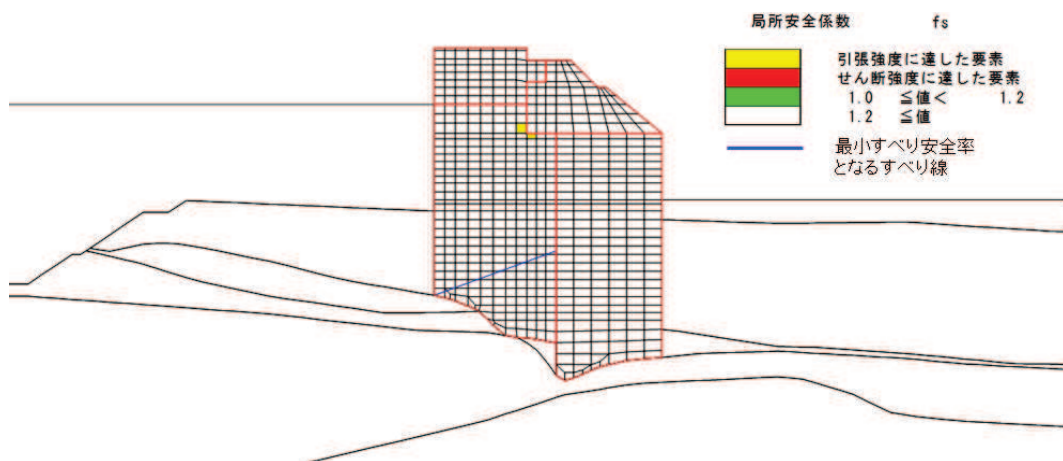 局所安全係数 fs
引張強度に達した要素
せん断強度に達した要素
1.0 ≦値< 1.2
1.2 ≦値
最小すべり安全率
となるすべり線